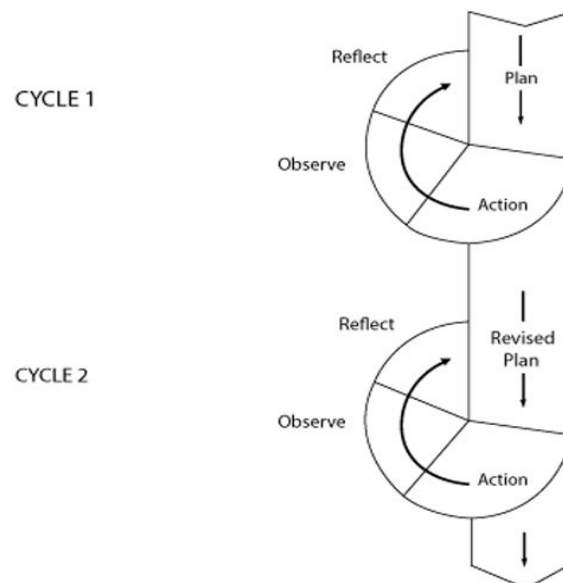 Reflect
Plan
CYCLE 1
Observe
Action
Reflect
Revised
Plan
CYCLE 2
Observe
Action